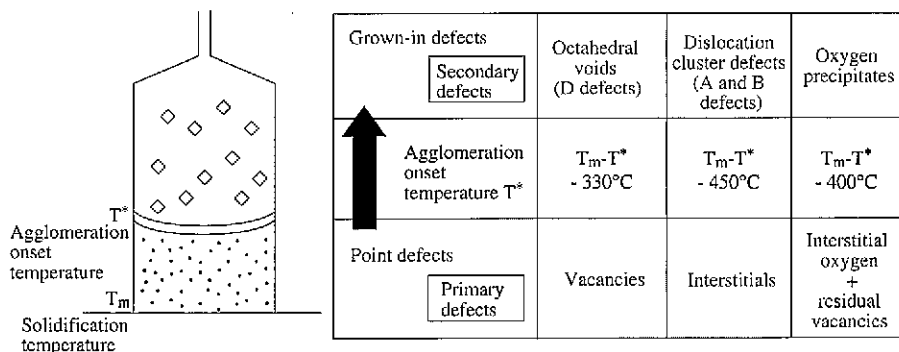 T*
Agglomeration
onset
temperature
Tm
Solidification
temperature
Grown-in defects
Secondary
defects
Octahedral
voids
(D defects)
Dislocation
cluster defects
(A and B
defects)
Oxygen
precipitates
Agglomeration
onset
temperature T*
Tm-T*
- 330°C
Tm-T*
- 450°C
Tm-T*
- 400°C
Point defects
Primary
defects
Vacancies
Interstitials
Interstitial
oxygen
+
residual
vacancies